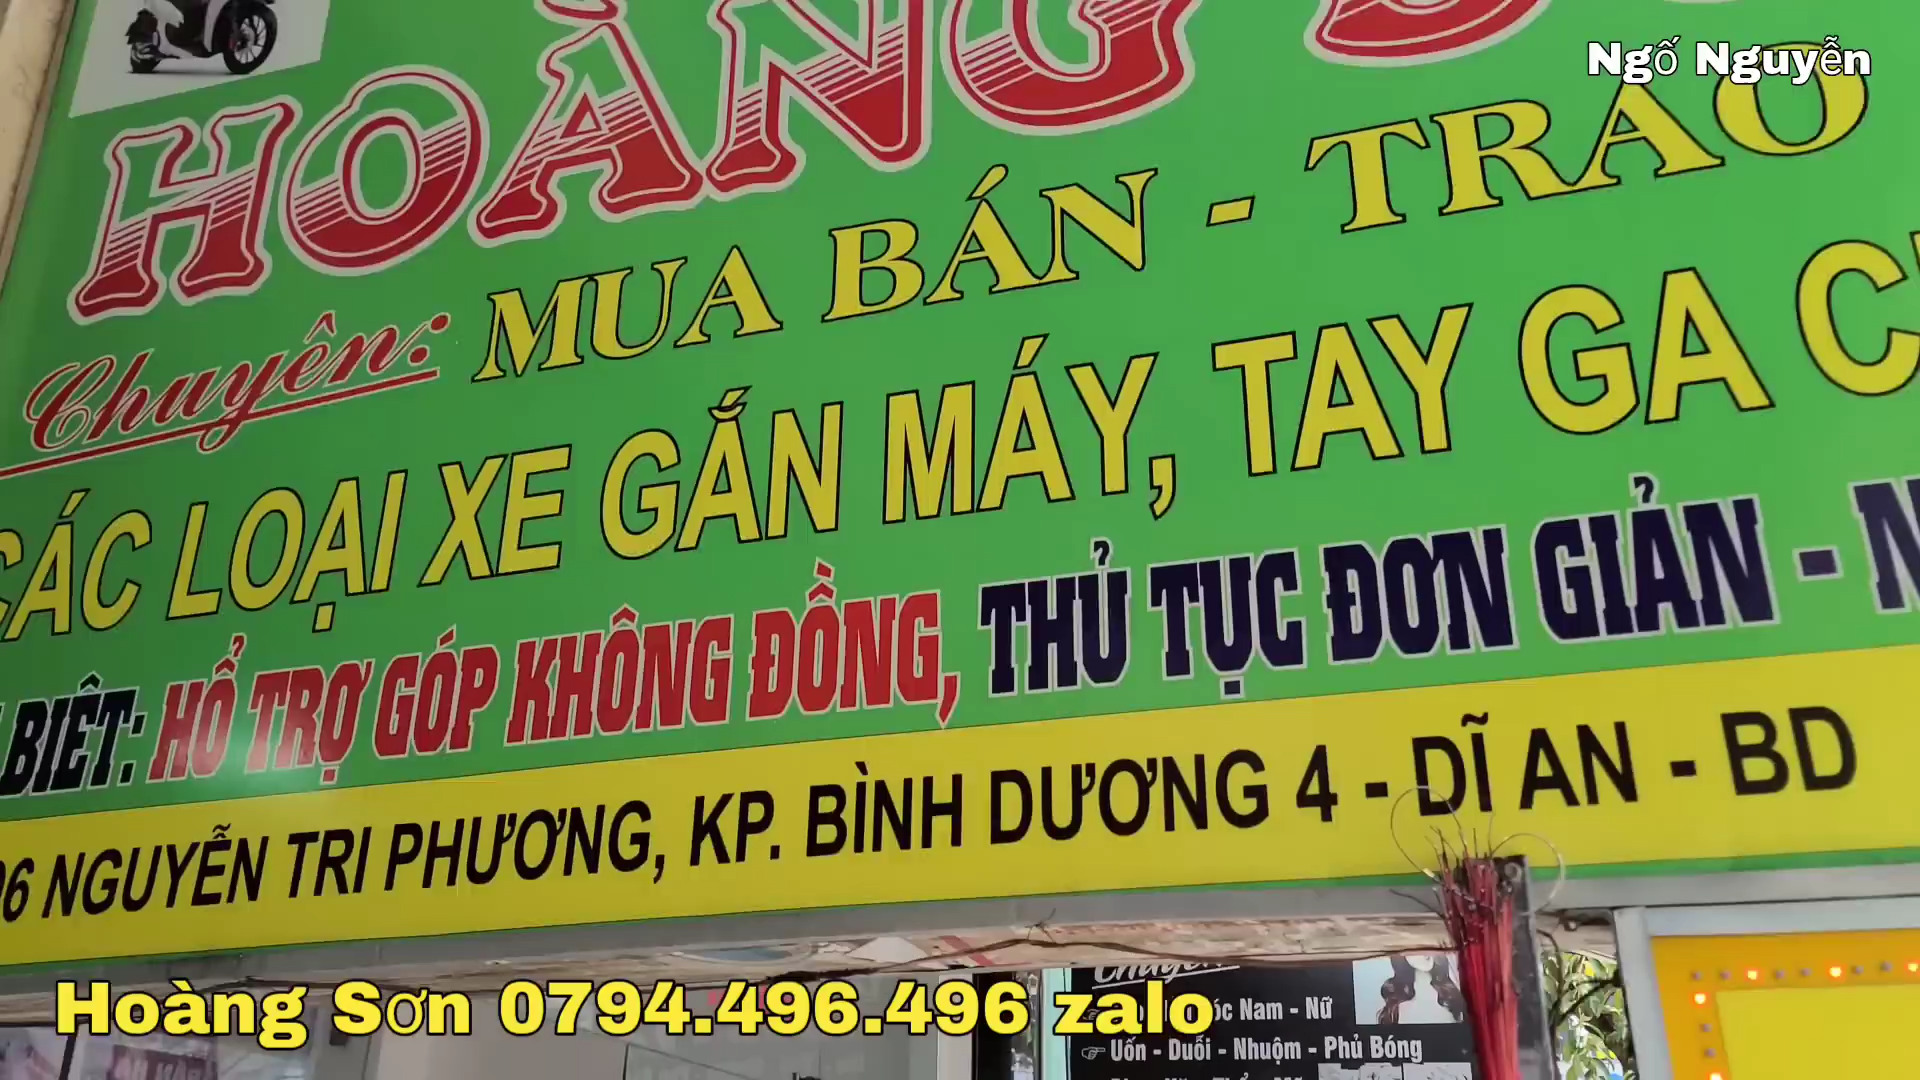 Ngố Nguyễn
HOÀNG
Chuyên: MUA BÁN - TRAO
CÁC LOẠI XE GẮN MÁY, TAY GA
BIỆT: HỔ TRỢ GÓP KHÔNG ĐỒNG, THỦ TỤC ĐƠN GIẢN -
NGUYỄN TRI PHƯƠNG, KP. BÌNH DƯƠNG 4 - DĨ AN - BD
Chuyên
Hoàng Sơn 0794.496.496 zalo
Nam - Nữ
Uốn - Duỗi - Nhuộm - Phủ Bóng